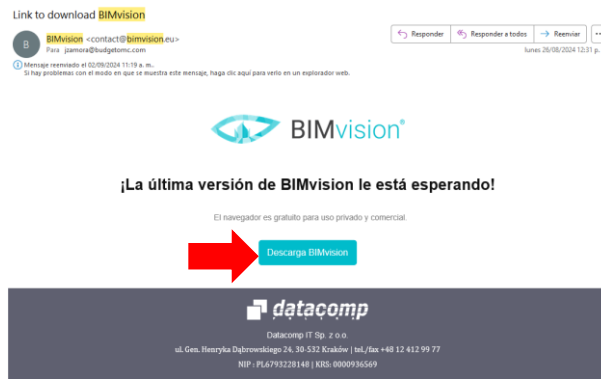 Link to download BIMvision
B
BIMvision <contact@bimvision.eu>
Para jzamora@budgetomc.com
Responder
Responder a todos
Reenviar
lunes 26/08/2024 12:31 p.
Mensaje reenviado el 02/09/2024 11:19 a. m..
Si hay problemas con el modo en que se muestra este mensaje, haga clic aquí para verlo en un explorador web.
BIMvision®
¡La última versión de BIMvision le está esperando!
El navegador es gratuito para uso privado y comercial.
Descarga BIMvision
datacomp
Datacomp IT Sp. z o.o.
ul. Gen. Henryka Dąbrowskiego 24, 30-532 Kraków | tel./fax +48 12 412 99 77
NIP : PL6793228148 | KRS: 0000936569